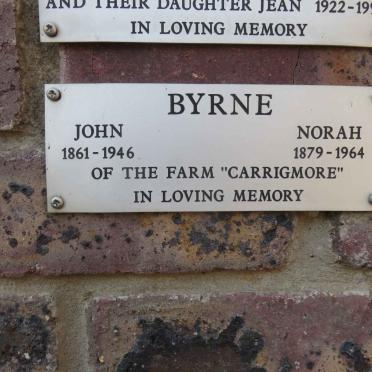 AND THEIR DAUGHTER JEAN 1922-199
IN LOVING MEMORY
BYRNE
JOHN NORAH
1861-1946 1879-1964
OF THE FARM "CARRIGMORE"
IN LOVING MEMORY